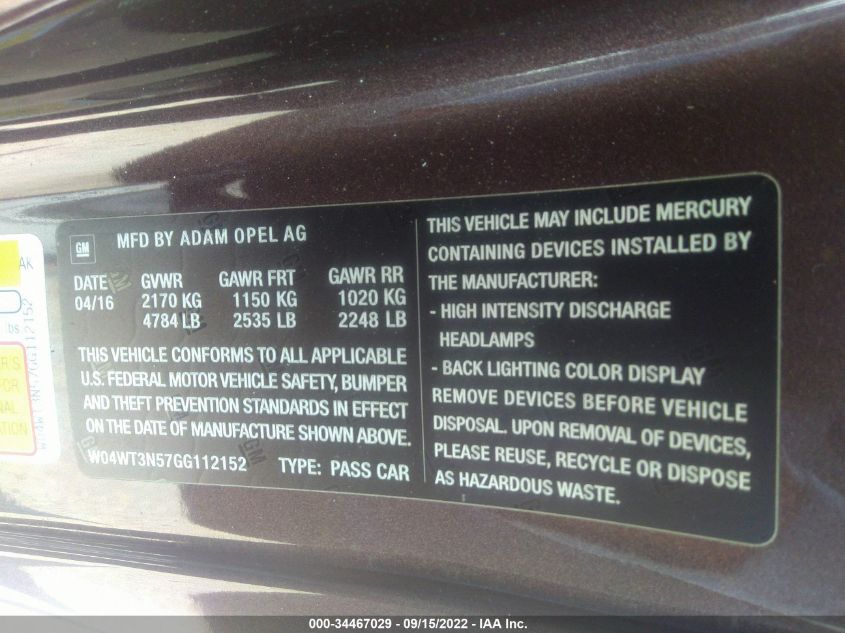 GM
MFD BY ADAM OPEL AG
DATE GVWR GAWR FRT GAWR RR
04/16 2170 KG 1150 KG 1020 KG
4784 LB 2535 LB 2248 LB
THIS VEHICLE CONFORMS TO ALL APPLICABLE
U.S. FEDERAL MOTOR VEHICLE SAFETY, BUMPER
AND THEFT PREVENTION STANDARDS IN EFFECT
ON THE DATE OF MANUFACTURE SHOWN ABOVE.
W04WT3N57GG112152 TYPE: PASS CAR
THIS VEHICLE MAY INCLUDE MERCURY
CONTAINING DEVICES INSTALLED BY
THE MANUFACTURER:
- HIGH INTENSITY DISCHARGE
HEADLAMPS
- BACK LIGHTING COLOR DISPLAY
REMOVE DEVICES BEFORE VEHICLE
DISPOSAL. UPON REMOVAL OF DEVICES,
PLEASE REUSE, RECYCLE OR DISPOSE
AS HAZARDOUS WASTE.
AK
lbs
R'S
FOR
W04WT3N57GG112152
000-34467029 - 09/15/2022 - IAA Inc.